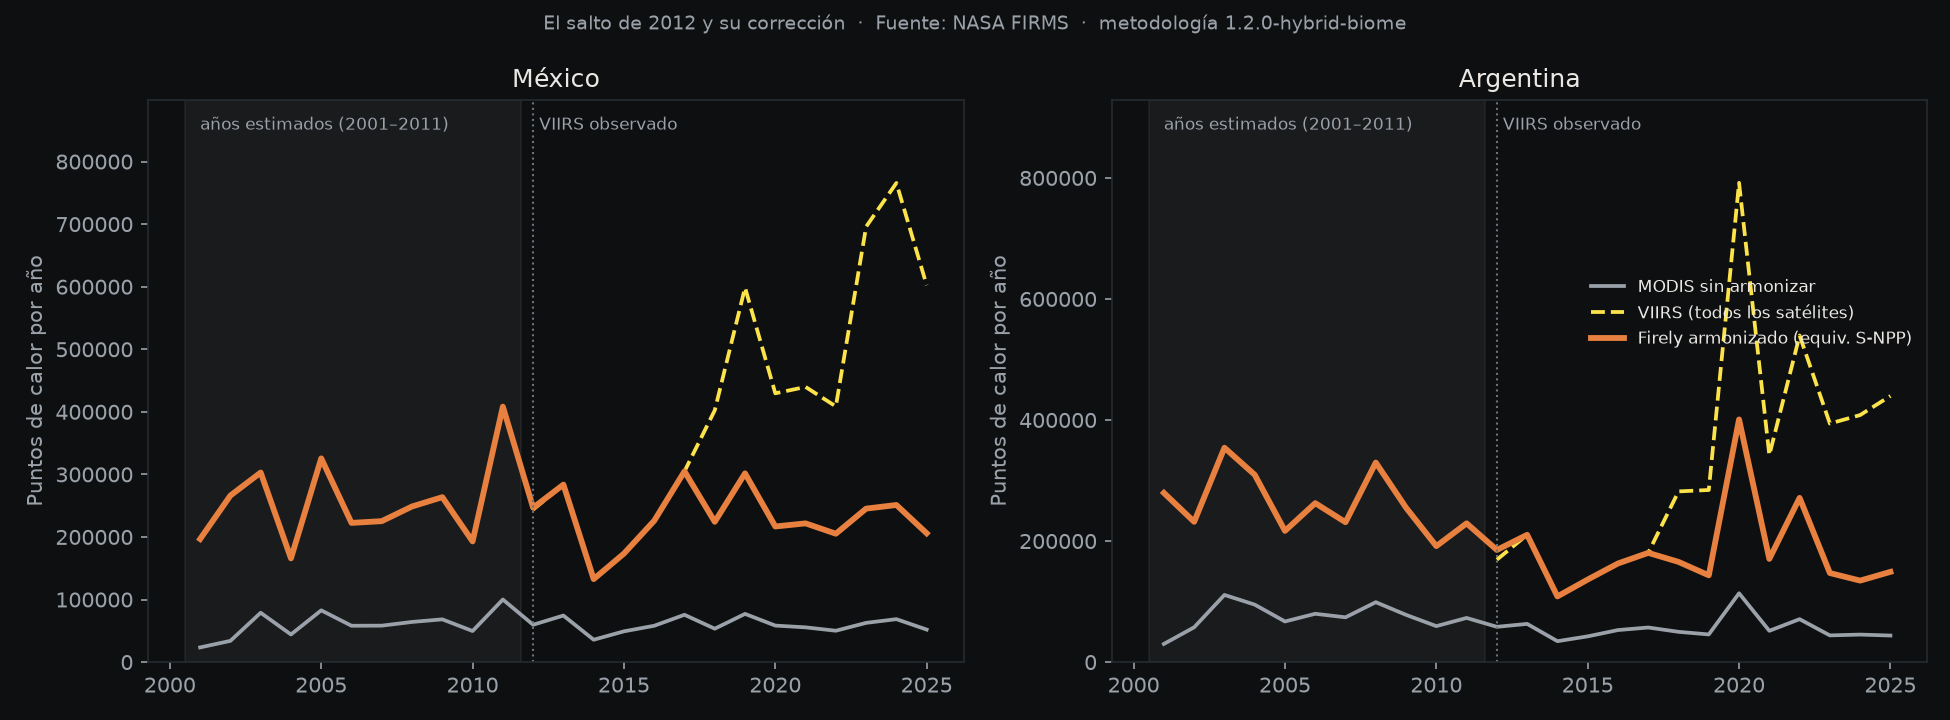 El salto de 2012 y su corrección · Fuente: NASA FIRMS · metodología 1.2.0-hybrid-biome
México
años estimados (2001–2011)
VIIRS observado
Puntos de calor por año
800000
700000
600000
500000
400000
300000
200000
100000
0
2000 2005 2010 2015 2020 2025
Argentina
años estimados (2001–2011)
VIIRS observado
Puntos de calor por año
800000
600000
400000
200000
0
MODIS sin armonizar
VIIRS (todos los satélites)
Firely armonizado (equiv. S-NPP)
2000 2005 2010 2015 2020 2025